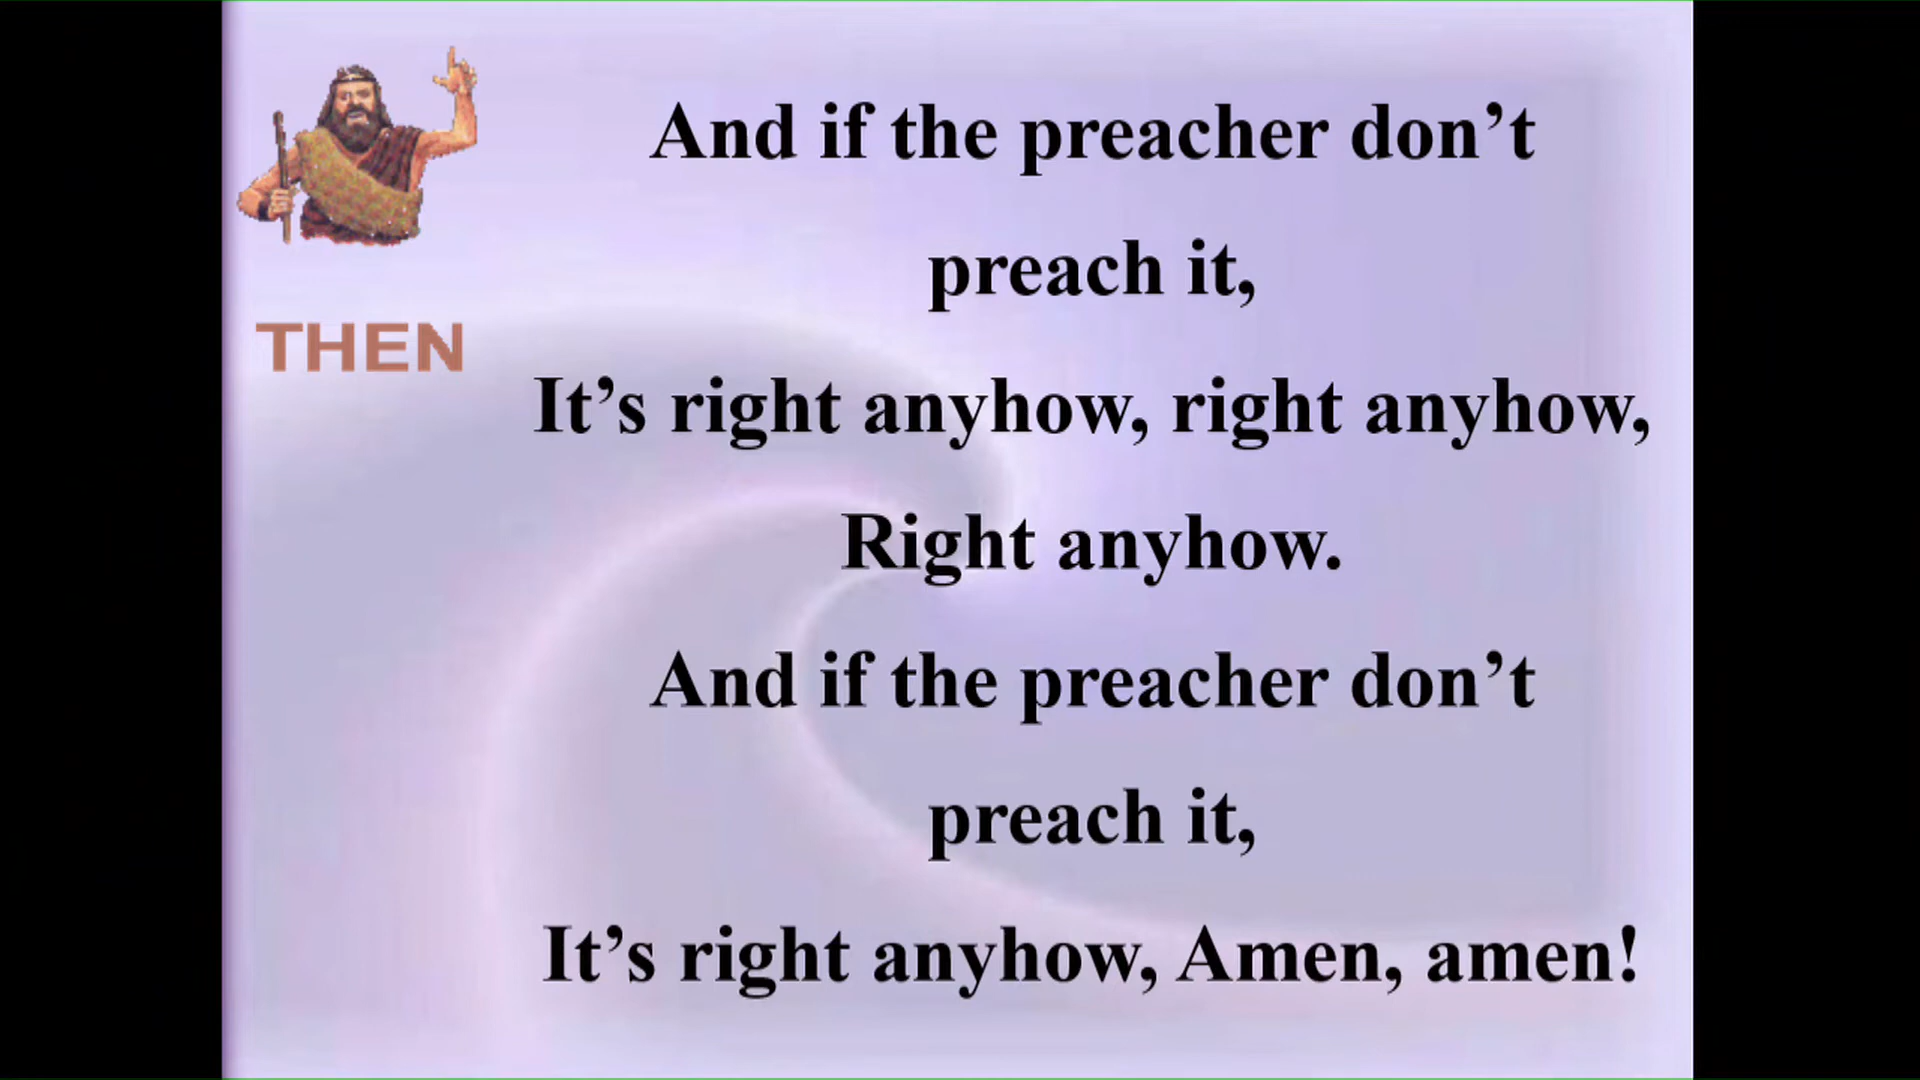 And if the preacher don’t
preach it,
THEN
It’s right anyhow, right anyhow,
Right anyhow.
And if the preacher don’t
preach it,
It’s right anyhow, Amen, amen!